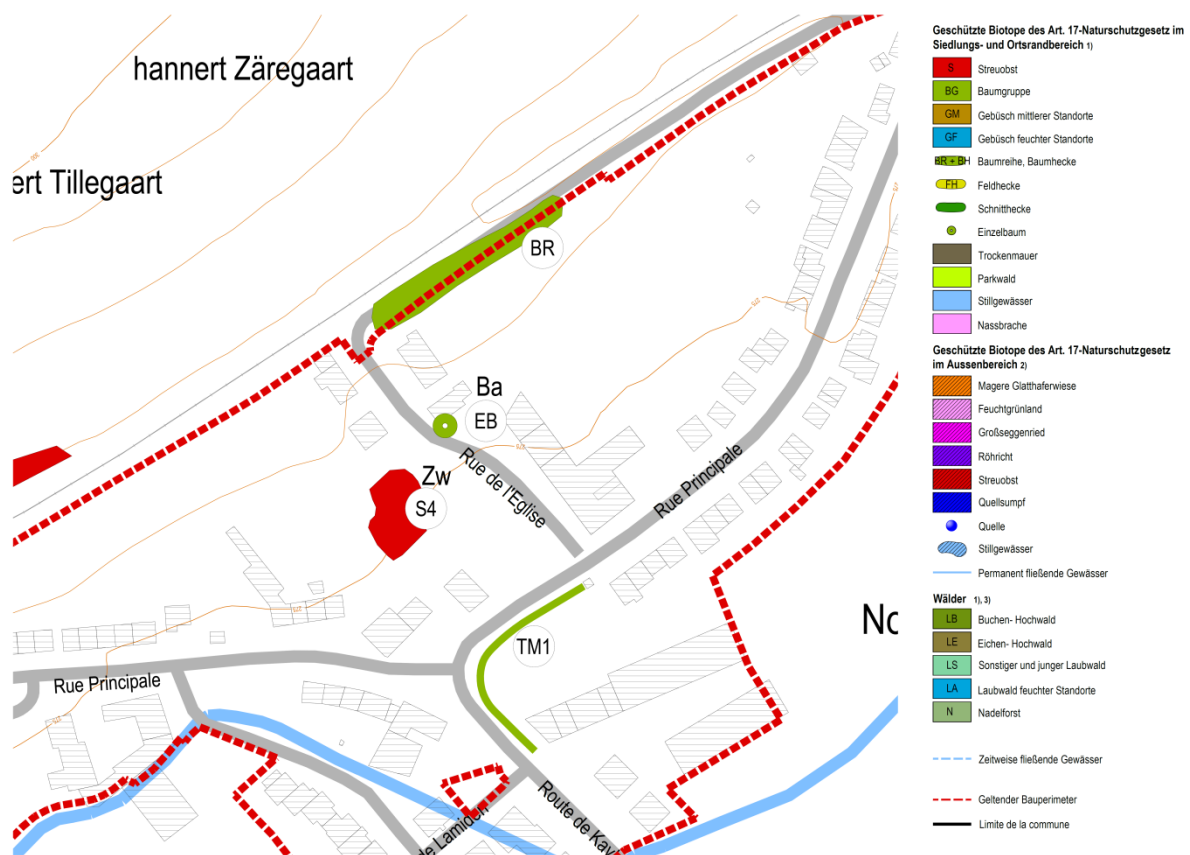 hannert Zäregaart
ert Tillegaart
BR
Ba
EB
Zw
S4
Rue de l'Eglise
Rue Principale
TM1
No
Rue Principale
de Lamiden
Route de Kav
Geschützte Biotope des Art. 17-Naturschutzgesetz im
Siedlungs- und Ortsrandbereich 1)
S Streuobst
BG Baumgruppe
GM Gebüsch mittlerer Standorte
GF Gebüsch feuchter Standorte
BR + BH Baumreihe, Baumhecke
FH Feldhecke
Schnitthecke
Einzelbaum
Trockenmauer
Parkwald
Stillgewässer
Nassbrache
Geschützte Biotope des Art. 17-Naturschutzgesetz
im Aussenbereich 2)
Magere Glatthaferwiese
Feuchtgrünland
Großseggenried
Röhricht
Streuobst
Quellsumpf
Quelle
Stillgewässer
Permanent fließende Gewässer
Wälder 1), 3)
LB Buchen- Hochwald
LE Eichen- Hochwald
LS Sonstiger und junger Laubwald
LA Laubwald feuchter Standorte
N Nadelforst
Zeitweise fließende Gewässer
Geltender Bauperimeter
Limite de la commune